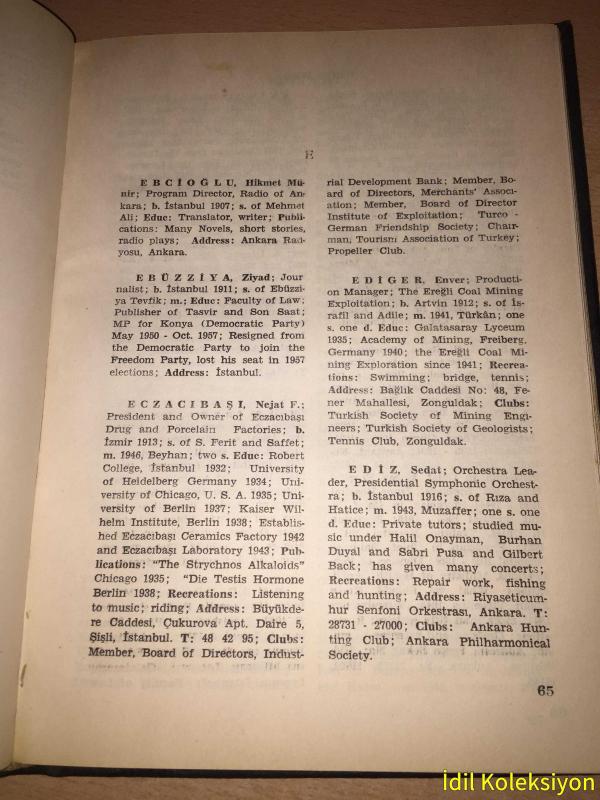 E
EBCİOĞLU, Hikmet Mü-
nir; Program Director, Radio of An-
kara; b. İstanbul 1907; s. of Mehmet
Ali; Educ: Translator, writer; Publi-
cations: Many Novels, short stories,
radio plays; Address: Ankara Rad-
yosu, Ankara.
EBÜZZİYA, Ziyad; Jour
nalist; b. İstanbul 1911; s. of Ebüzzi-
ya Tevfik; m.; Educ: Faculty of Law;
Publisher of Tasvir and Son Saat;
MP for Konya (Democratic Party)
May 1950 - Oct. 1957; Resigned from
the Democratic Party to join the
Freedom Party, lost his seat in 1957
elections; Address: İstanbul.
ECZACIBAŞI, Nejat F.;
President and Owner of Eczacıbaşı
Drug and Porcelain Factories; b.
İzmir 1913; s. of S. Ferit and Saffet;
m. 1946, Beyhan; two s. Educ: Robert
College, İstanbul 1932; University
of Heidelberg Germany 1934; Uni-
versity of Chicago, U. S. A. 1935; Uni-
versity of Berlin 1937; Kaiser Wil-
helm Institute, Berlin 1938; Establis-
hed Eczacıbaşı Ceramics Factory 1942
and Eczacıbaşı Laboratory 1943; Pub-
lications: "The Strychnos Alkaloids"
Chicago 1935; "Die Testis Hormone
Berlin 1938; Recreations: Listening
to music; riding; Address: Büyükde-
re Caddesi, Çukurova Apt. Daire 5,
Şişli, İstanbul. T: 48 42 95; Clubs:
Member, Board of Directors, Indust-
rial Development Bank; Member, Bo-
ard of Directors, Merchants' Associ-
ation; Member, Board of Director
Institute of Exploitation; Turco -
German Friendship Society; Chair-
man, Tourism Association of Turkey;
Propeller Club.
EDİGER, Enver; Producti-
on Manager; The Ereğli Coal Mining
Exploitation; b. Artvin 1912; s. of İs-
rafil and Adile; m. 1941, Türkân; one
s. one d. Educ: Galatasaray Lyceum
1935; Academy of Mining, Freiberg,
Germany 1940; the Ereğli Coal Mi-
ning Exploration since 1941; Recrea-
tions: Swimming; bridge, tennis;
Address: Bağlık Caddesi No: 48, Fe-
ner Mahallesi, Zonguldak; Clubs:
Turkish Society of Mining Engi-
neers; Turkish Society of Geologists;
Tennis Club, Zonguldak.
EDİZ, Sedat; Orchestra Lea-
der, Presidential Symphonic Orchest-
ra; b. İstanbul 1916; s. of Rıza and
Hatice; m. 1943, Muzaffer; one s. one
d. Educ: Private tutors; studied mu-
sic under Halil Onayman, Burhan
Duyal and Sabri Pusa and Gilbert
Back; has given many concerts;
Recreations: Repair work, fishing
and hunting; Address: Riyaseticum-
hur Senfoni Orkestrası, Ankara. T:
28731 - 27000; Clubs: Ankara Hun-
ting Club; Ankara Philharmonical
Society.
65
İdil Koleksiyon